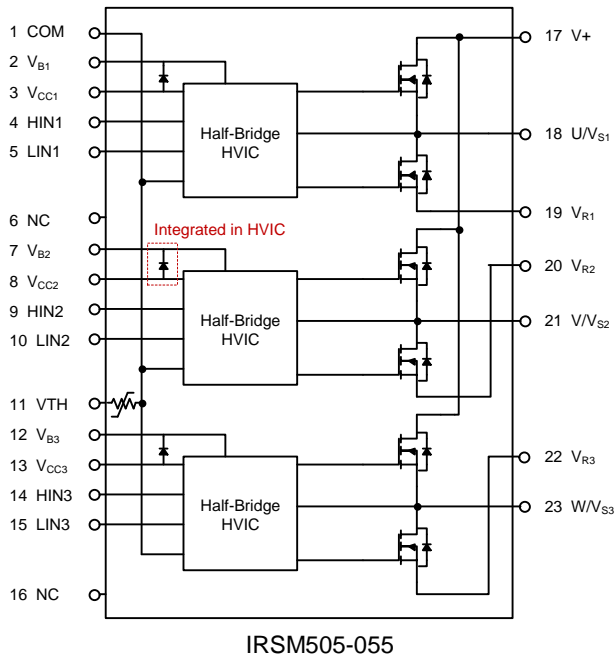 1 COM
2 VB1
3 VCC1
4 HIN1
5 LIN1
6 NC
7 VB2
8 VCC2
9 HIN2
10 LIN2
11 VTH
12 VB3
13 VCC3
14 HIN3
15 LIN3
16 NC
Half-Bridge
HVIC
Integrated in HVIC
Half-Bridge
HVIC
Half-Bridge
HVIC
17 V+
18 U/VS1
19 VR1
20 VR2
21 V/VS2
22 VR3
23 W/VS3
IRSM505-055